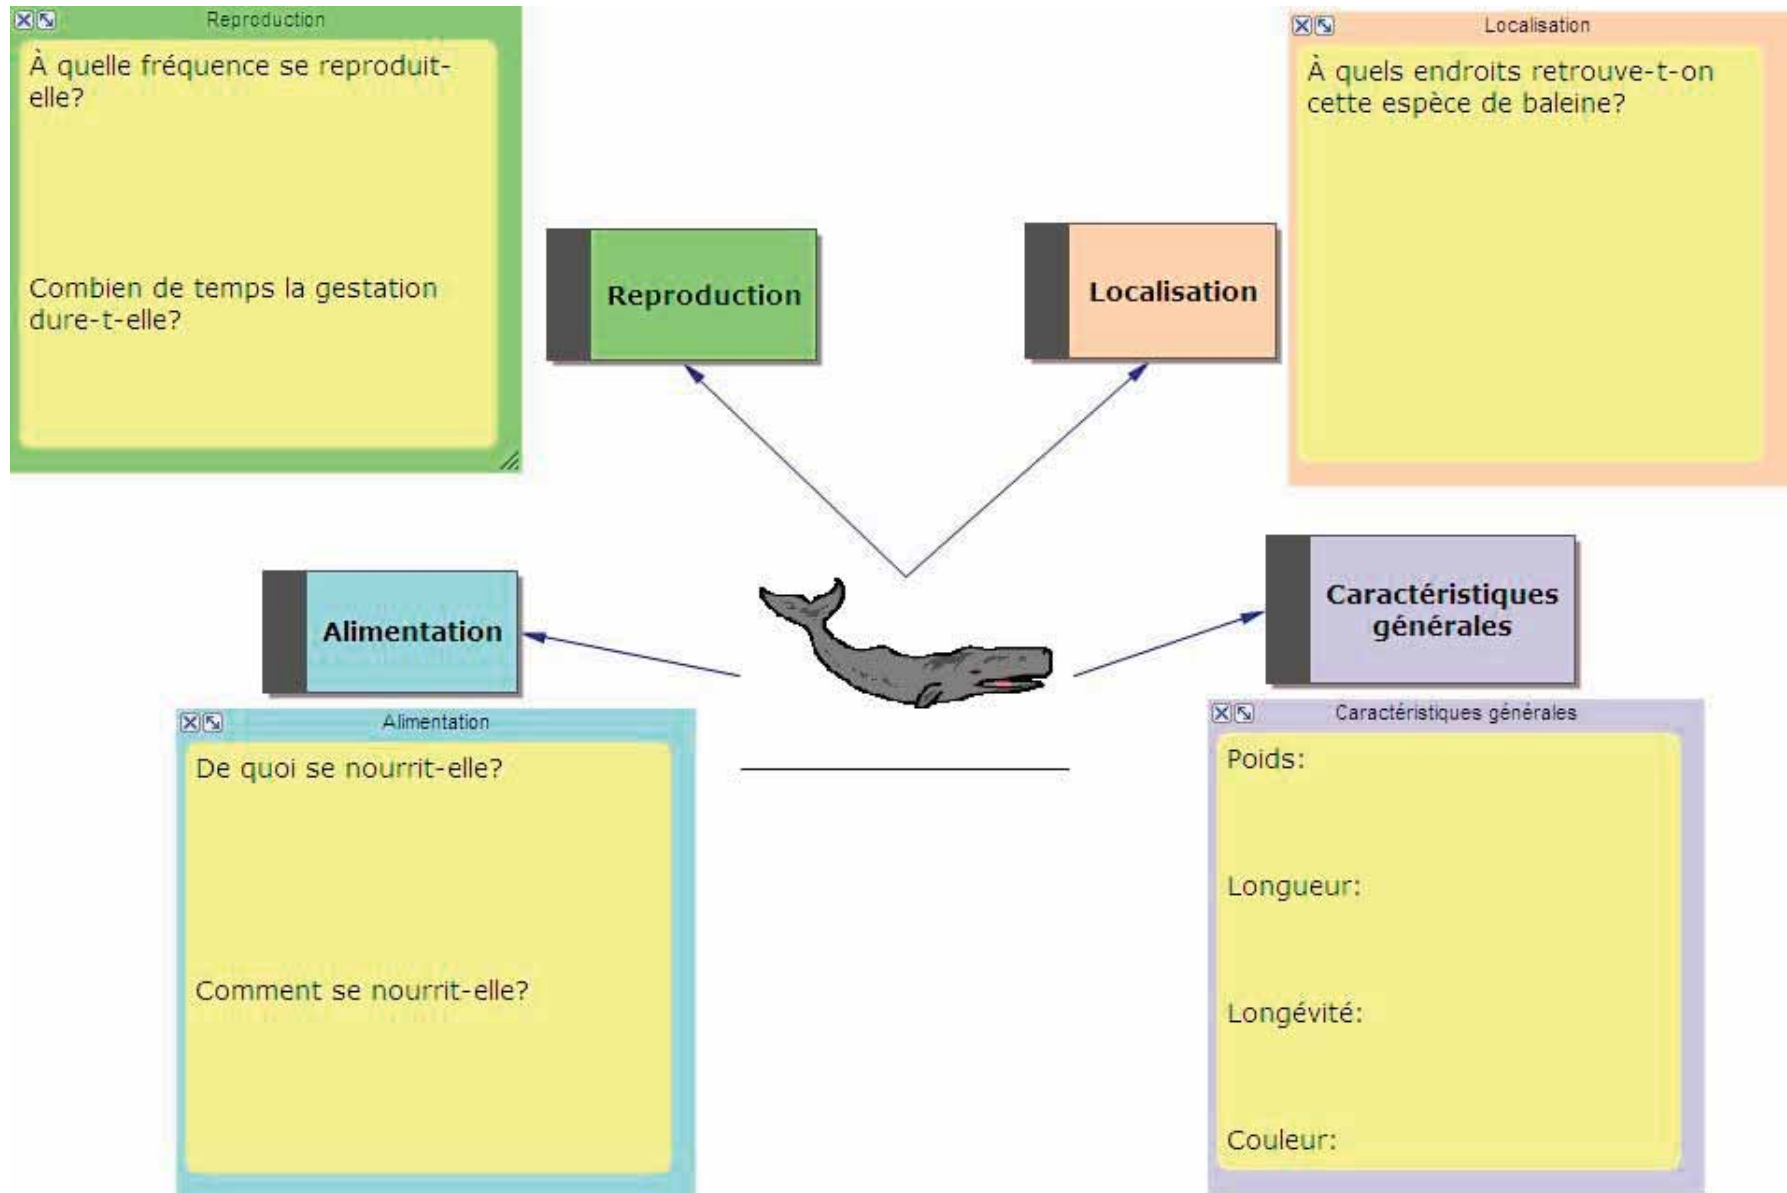 Reproduction
À quelle fréquence se reproduit-
elle?
Combien de temps la gestation
dure-t-elle?
Localisation
À quels endroits retrouve-t-on
cette espèce de baleine?
Reproduction
Localisation
Alimentation
Caractéristiques
générales
Alimentation
De quoi se nourrit-elle?
Comment se nourrit-elle?
Caractéristiques générales
Poids:
Longueur:
Longévité:
Couleur: